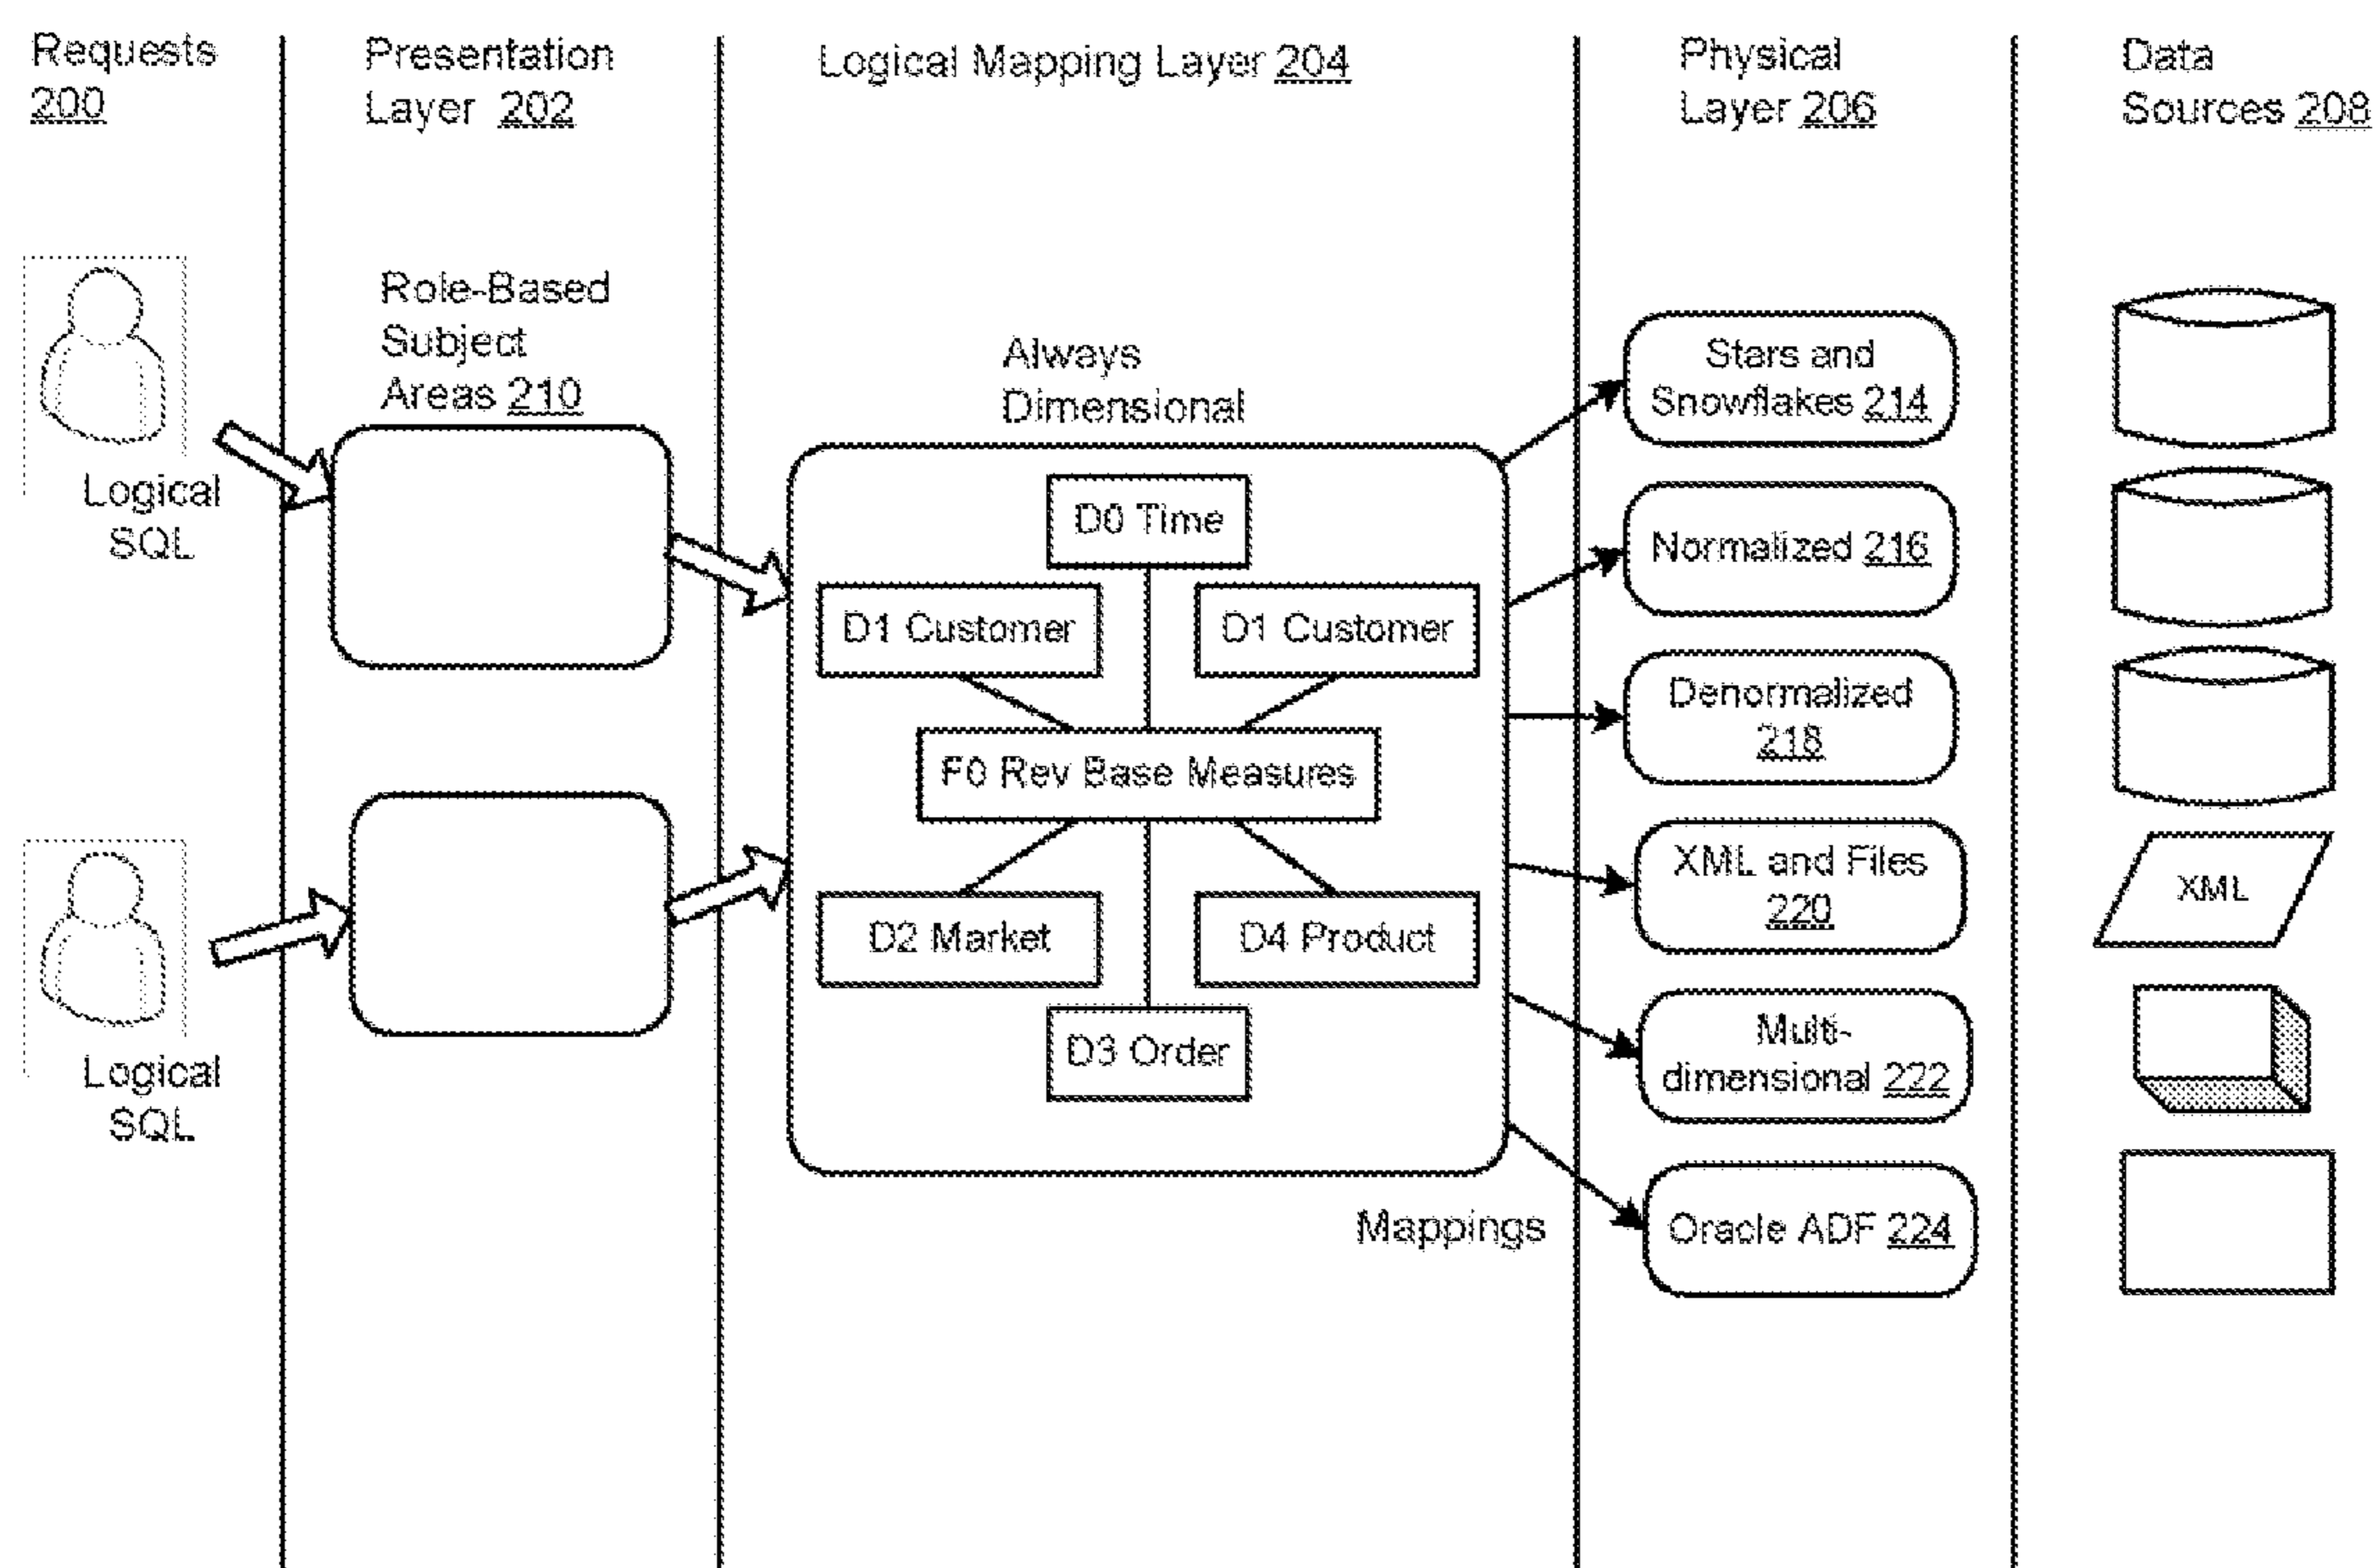 Requests
200
Presentation
Layer 202
Logical Mapping Layer 204
Physical
Layer 206
Data
Sources 208
Logical
SQL
Role-Based
Subject
Areas 210
Always
Dimensional
D0 Time
D1 Customer
D1 Customer
F0 Rev Base Measures
D2 Market
D4 Product
D3 Order
Logical
SQL
Mappings
Stars and
Snowflakes 214
Normalized 216
Denormalized
218
XML and Files
220
Multi-
dimensional 222
Oracle ADF 224
XML